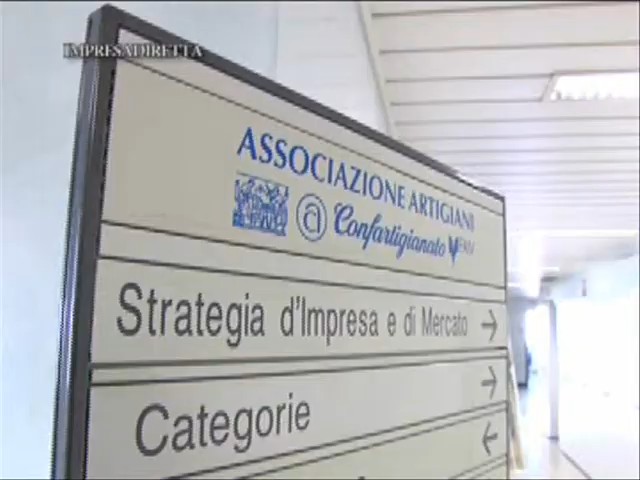 IMPRESADIRETTA
ASSOCIAZIONE ARTIGIANI
@ Confartigianato
Strategia d'Impresa e di Mercato →
Categorie →
←